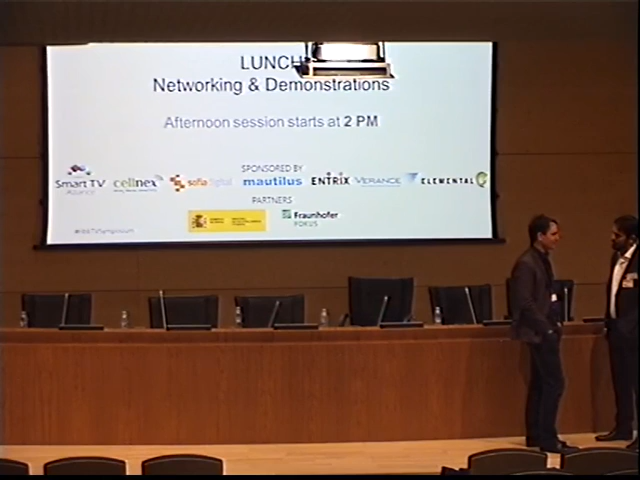 LUNCH
Networking & Demonstrations
Afternoon session starts at 2 PM
SPONSORED BY
Smart TV Alliance
cellnex
sofia digital
mautilus
ENTRIX
VERANCE
ELEMENTAL
PARTNERS
Fraunhofer
FOKUS